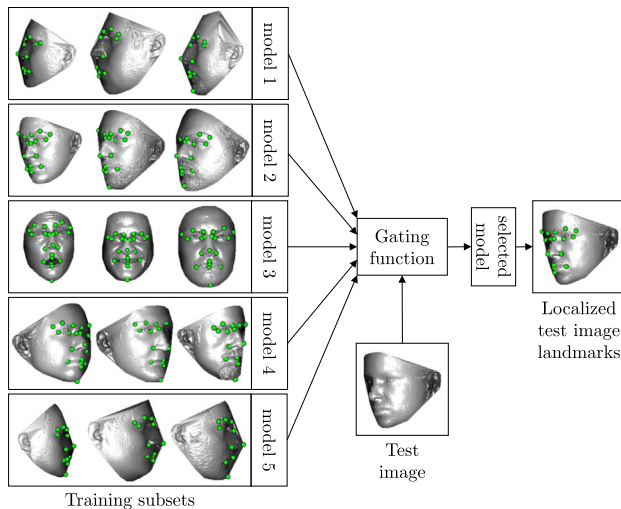 model 1
model 2
model 3
model 4
model 5
Training subsets
Gating
function
selected
model
Test
image
Localized
test image
landmarks